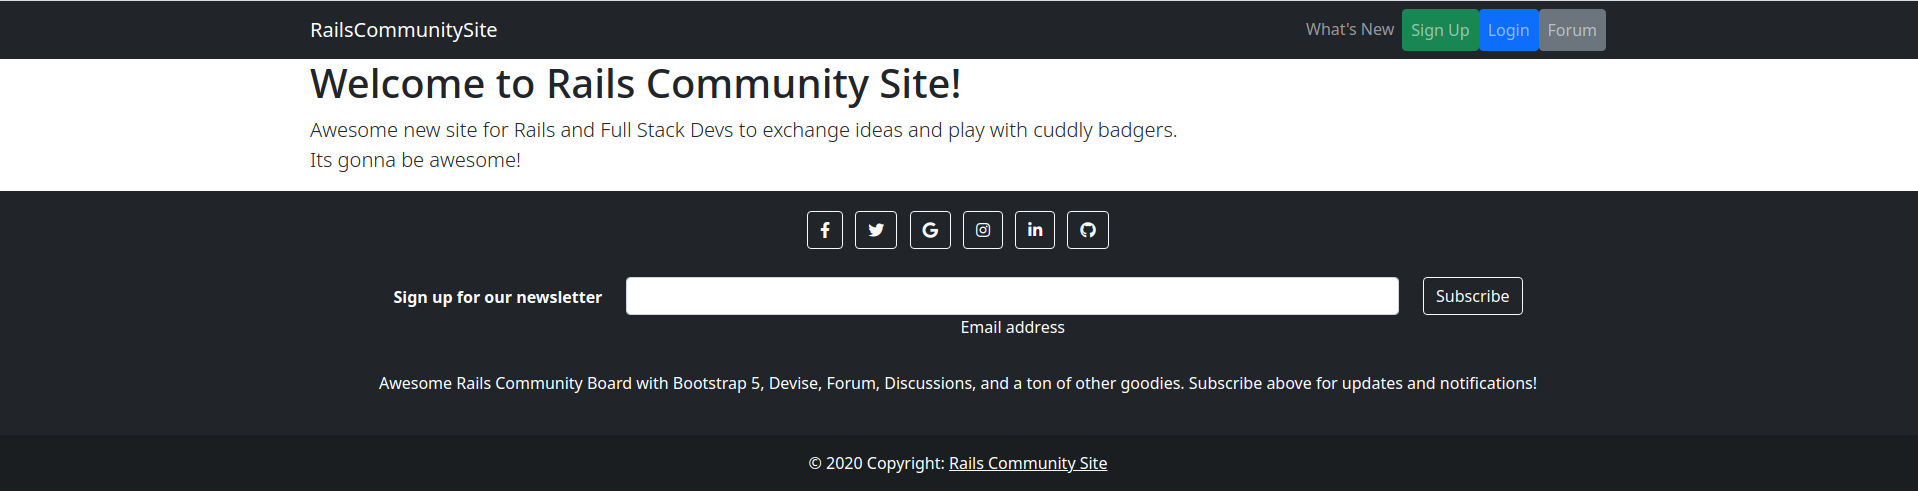 RailsCommunitySite What's New Sign Up Login Forum
Welcome to Rails Community Site!
Awesome new site for Rails and Full Stack Devs to exchange ideas and play with cuddly badgers.
Its gonna be awesome!
Sign up for our newsletter Subscribe
Email address
Awesome Rails Community Board with Bootstrap 5, Devise, Forum, Discussions, and a ton of other goodies. Subscribe above for updates and notifications!
© 2020 Copyright: Rails Community Site